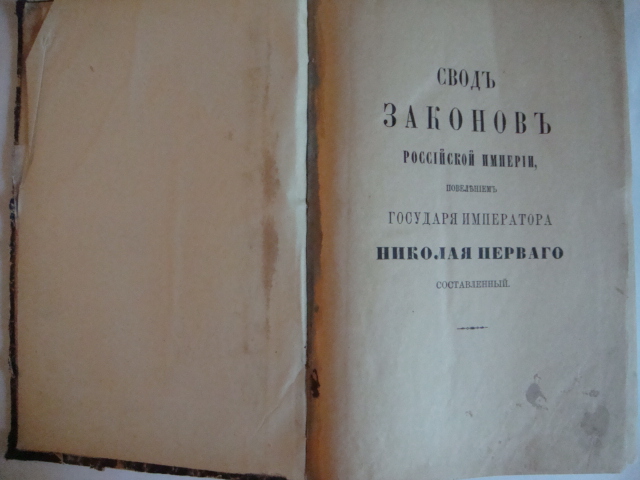 СВОДЪ
ЗАКОНОВЪ
РОССІЙСКОЙ ИМПЕРІИ,
ПОВЕЛѢНІЕМЪ
ГОСУДАРЯ ИМПЕРАТОРА
НИКОЛАЯ ПЕРВАГО
СОСТАВЛЕННЫЙ.